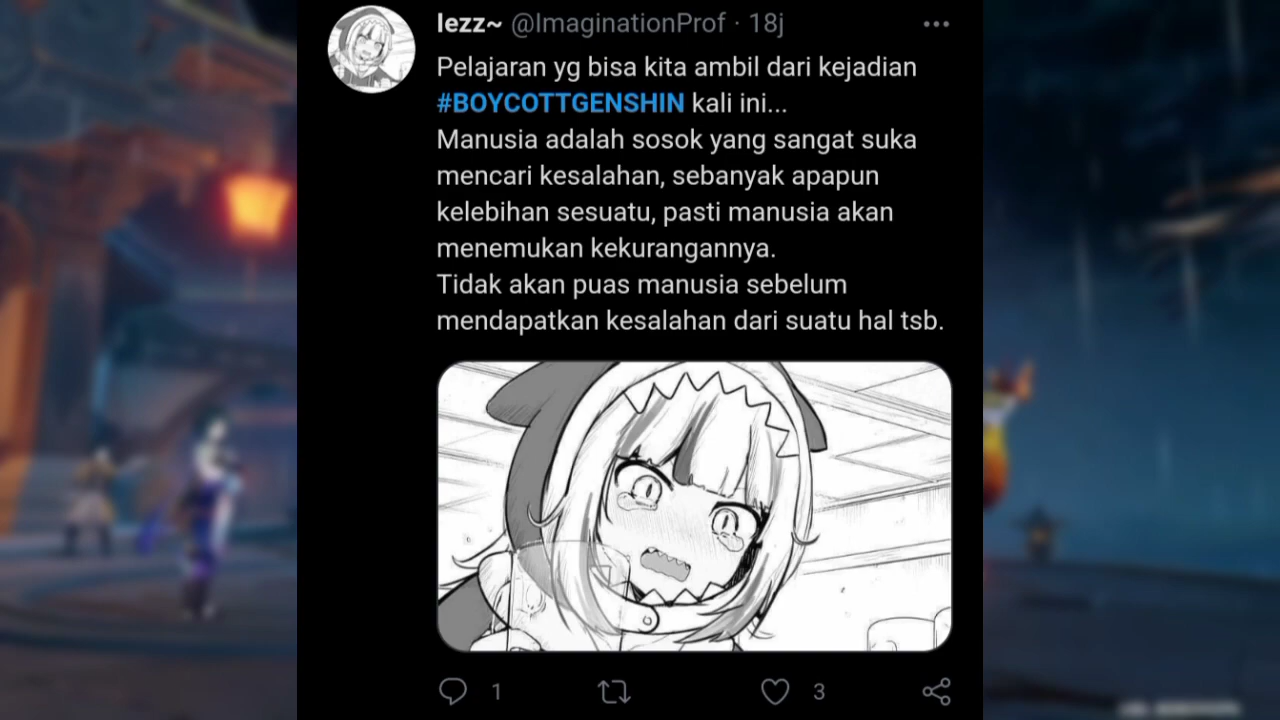 lezz~ @ImaginationProf · 18j
Pelajaran yg bisa kita ambil dari kejadian
#BOYCOTTGENSHIN kali ini...
Manusia adalah sosok yang sangat suka
mencari kesalahan, sebanyak apapun
kelebihan sesuatu, pasti manusia akan
menemukan kekurangannya.
Tidak akan puas manusia sebelum
mendapatkan kesalahan dari suatu hal tsb.
1
3